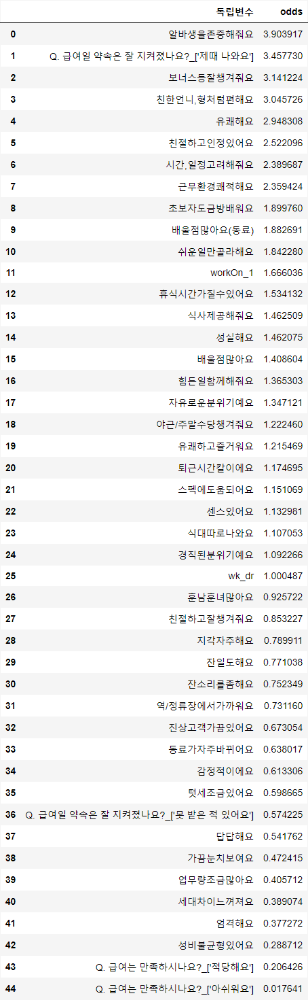 독립변수 odds
0 알바생을존중해줘요 3.903917
1 Q. 급여일 약속은 잘 지켜졌나요?_['제때 나와요'] 3.457730
2 보너스등잘챙겨줘요 3.141224
3 친한언니,형처럼편해요 3.045726
4 유쾌해요 2.948308
5 친절하고인정있어요 2.522096
6 시간,일정고려해줘요 2.389687
7 근무환경쾌적해요 2.359424
8 초보자도금방배워요 1.899760
9 배울점많아요(동료) 1.882691
10 쉬운일만골라해요 1.842280
11 workOn_1 1.666036
12 휴식시간가질수있어요 1.534132
13 식사제공해줘요 1.462509
14 성실해요 1.462075
15 배울점많아요 1.408604
16 힘든일함께해줘요 1.365303
17 자유로운분위기예요 1.347121
18 야근/주말수당챙겨줘요 1.222460
19 유쾌하고즐거워요 1.215469
20 퇴근시간칼이에요 1.174695
21 스펙에도움되어요 1.151069
22 센스있어요 1.132981
23 식대따로나와요 1.107053
24 경직된분위기예요 1.092266
25 wk_dr 1.000487
26 훈남훈녀많아요 0.925722
27 친절하고잘챙겨줘요 0.853227
28 지각자주해요 0.789911
29 잔일도해요 0.771038
30 잔소리를좀해요 0.752349
31 역/정류장에서가까워요 0.731160
32 진상고객가끔있어요 0.673054
33 동료가자주바뀌어요 0.638017
34 감정적이에요 0.613306
35 텃세조금있어요 0.598665
36 Q. 급여일 약속은 잘 지켜졌나요?_['못 받은 적 있어요'] 0.574225
37 답답해요 0.541762
38 가끔눈치보여요 0.472415
39 업무량조금많아요 0.405712
40 세대차이느껴져요 0.389074
41 엄격해요 0.377272
42 성비불균형있어요 0.288712
43 Q. 급여는 만족하시나요?_['적당해요'] 0.206426
44 Q. 급여는 만족하시나요?_['아쉬워요'] 0.017641